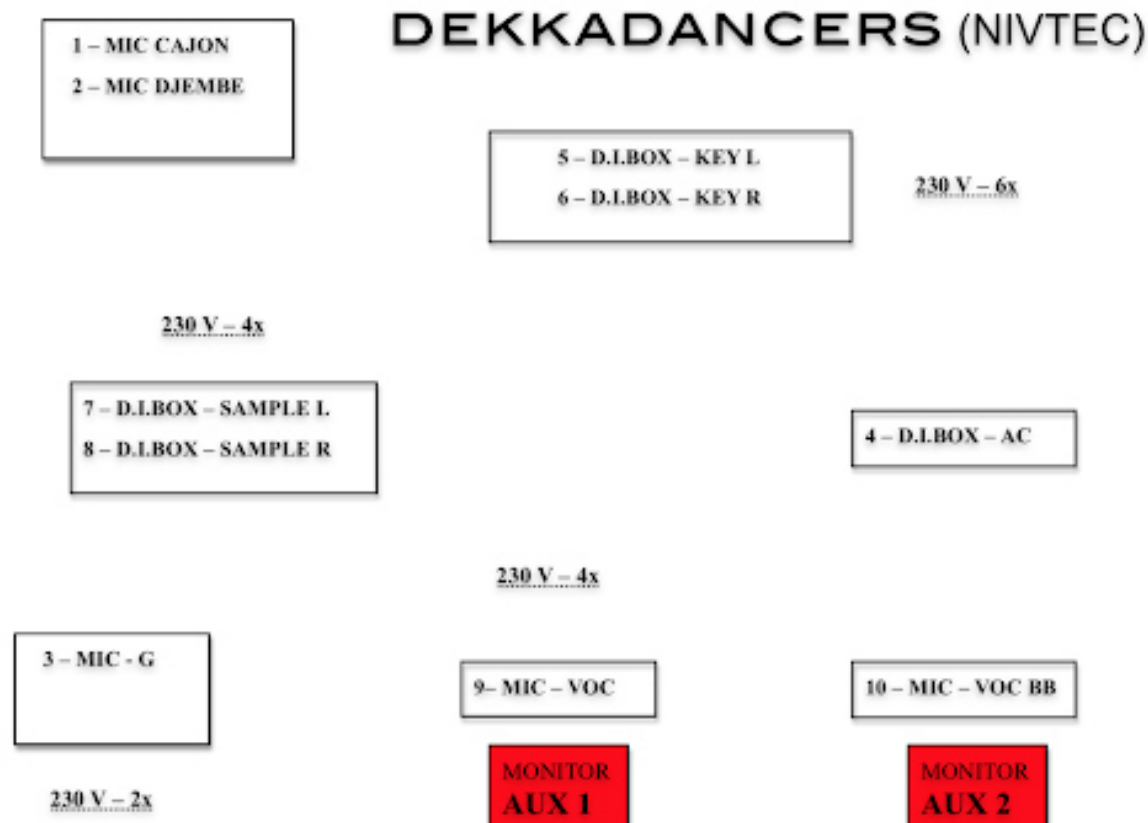 DEKKADANCERS (NIVTEC)
1 – MIC CAJON
2 – MIC DJEMBE
5 – D.I.BOX – KEY L
6 – D.I.BOX – KEY R
230 V – 6x
230 V – 4x
7 – D.I.BOX – SAMPLE L
8 – D.I.BOX – SAMPLE R
4 – D.I.BOX – AC
230 V – 4x
3 – MIC - G
9– MIC – VOC
10 – MIC – VOC BB
MONITOR
AUX 1
MONITOR
AUX 2
230 V – 2x